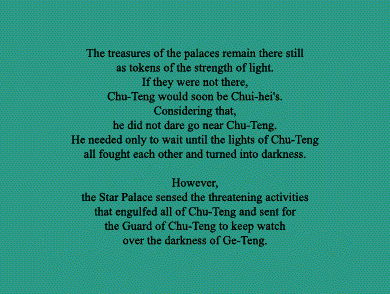 The treasures of the palaces remain there still
as tokens of the strength of light.
If they were not there,
Chu-Teng would soon be Chui-hei's.
Considering that,
he did not dare go near Chu-Teng.
He needed only to wait until the lights of Chu-Teng
all fought each other and turned into darkness.
However,
the Star Palace sensed the threatening activities
that engulfed all of Chu-Teng and sent for
the Guard of Chu-Teng to keep watch
over the darkness of Ge-Teng.